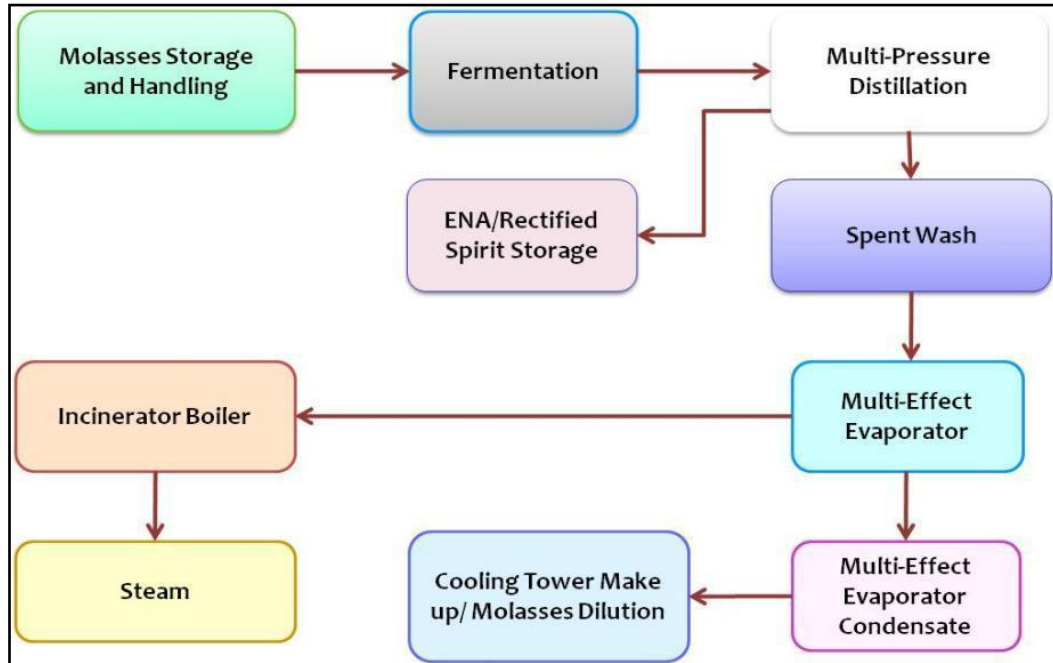 Molasses Storage
and Handling
Fermentation
Multi-Pressure
Distillation
ENA/Rectified
Spirit Storage
Spent Wash
Incinerator Boiler
Multi-Effect
Evaporator
Steam
Cooling Tower Make
up/ Molasses Dilution
Multi-Effect
Evaporator
Condensate